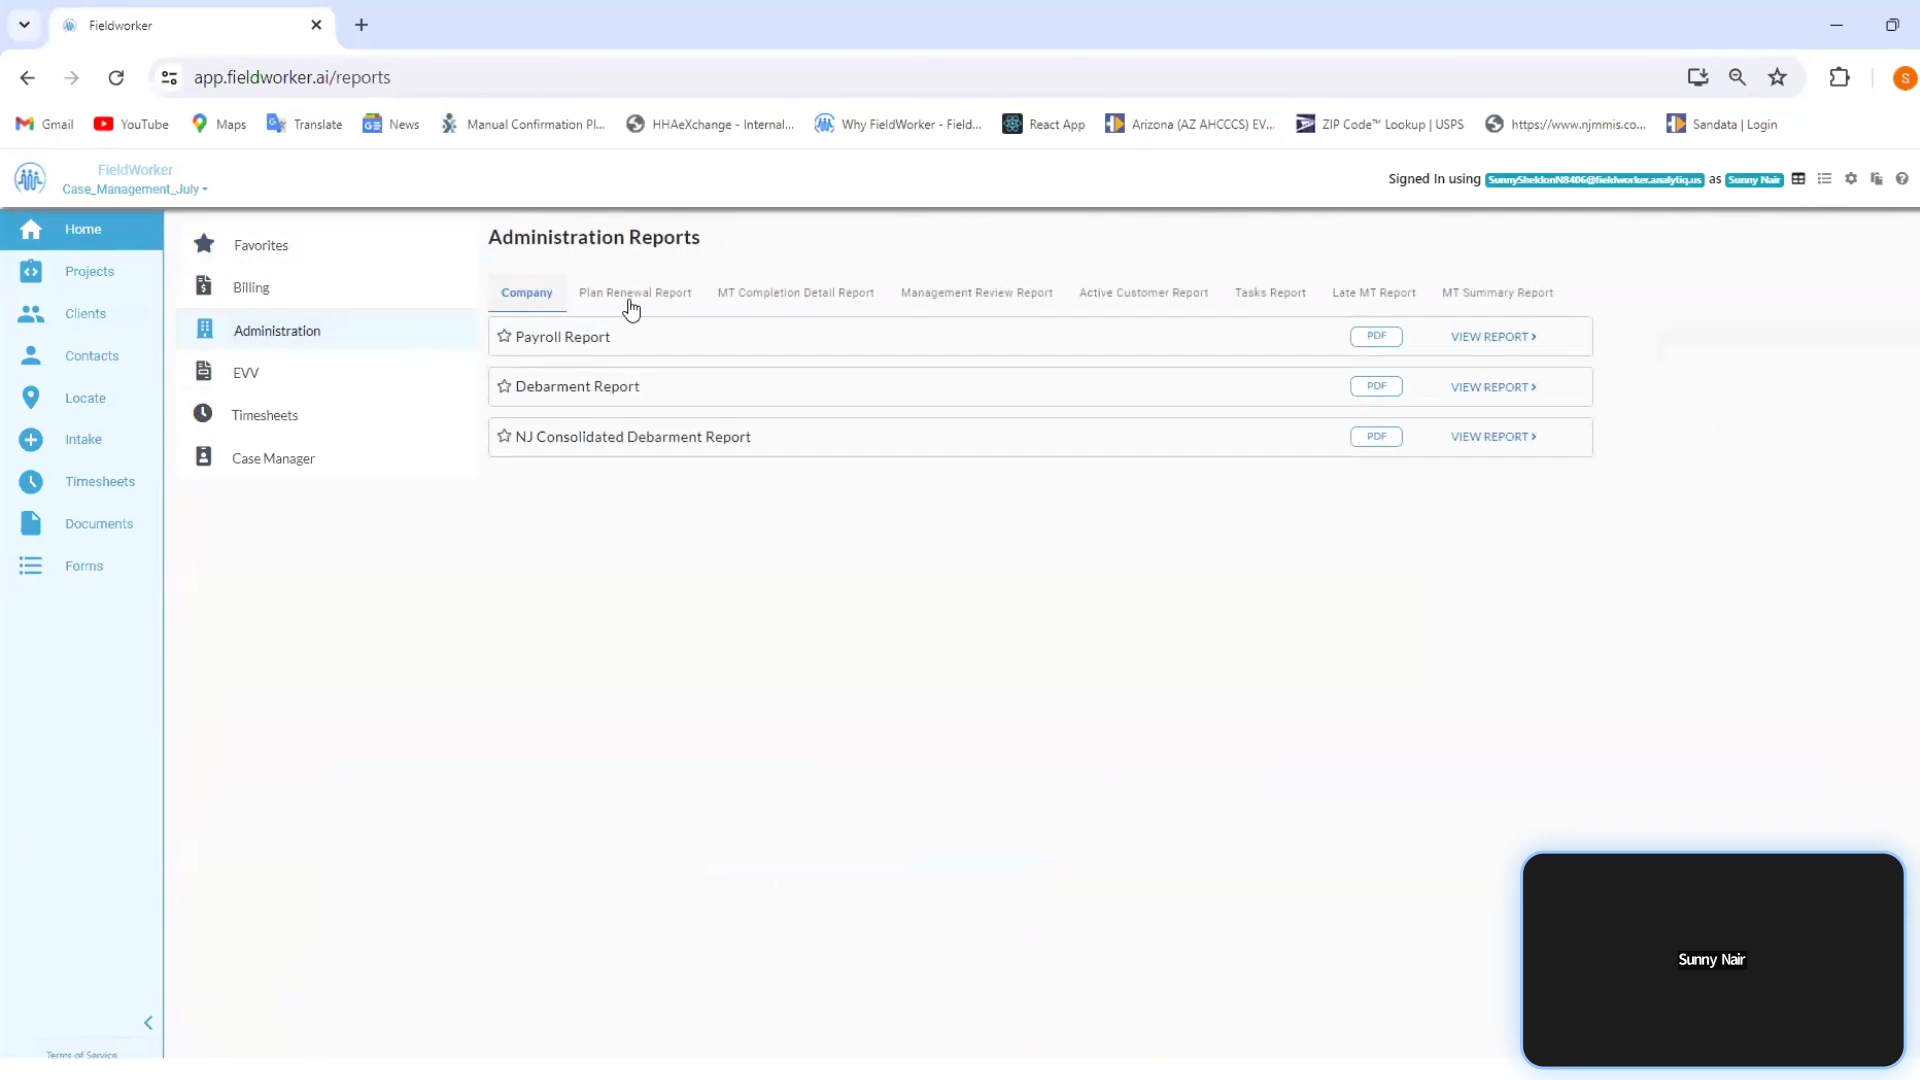 Fieldworker
app.fieldworker.ai/reports
Gmail YouTube Maps Translate News Manual Confirmation Pl... HHAeXchange - Internal... Why FieldWorker - Field... React App Arizona (AZ AHCCCS) EV... ZIP Code™ Lookup | USPS https://www.njmmis.co... Sandata | Login
FieldWorker
Case_Management_July
Signed In using SunnySheldonN8406@fieldworker.analytiq.us as Sunny Nair
Home
Projects
Clients
Contacts
Locate
Intake
Timesheets
Documents
Forms
Terms of Service
Favorites
Billing
Administration
EVV
Timesheets
Case Manager
Administration Reports
Company Plan Renewal Report MT Completion Detail Report Management Review Report Active Customer Report Tasks Report Late MT Report MT Summary Report
Payroll Report PDF VIEW REPORT
Debarment Report PDF VIEW REPORT
NJ Consolidated Debarment Report PDF VIEW REPORT
Sunny Nair
S